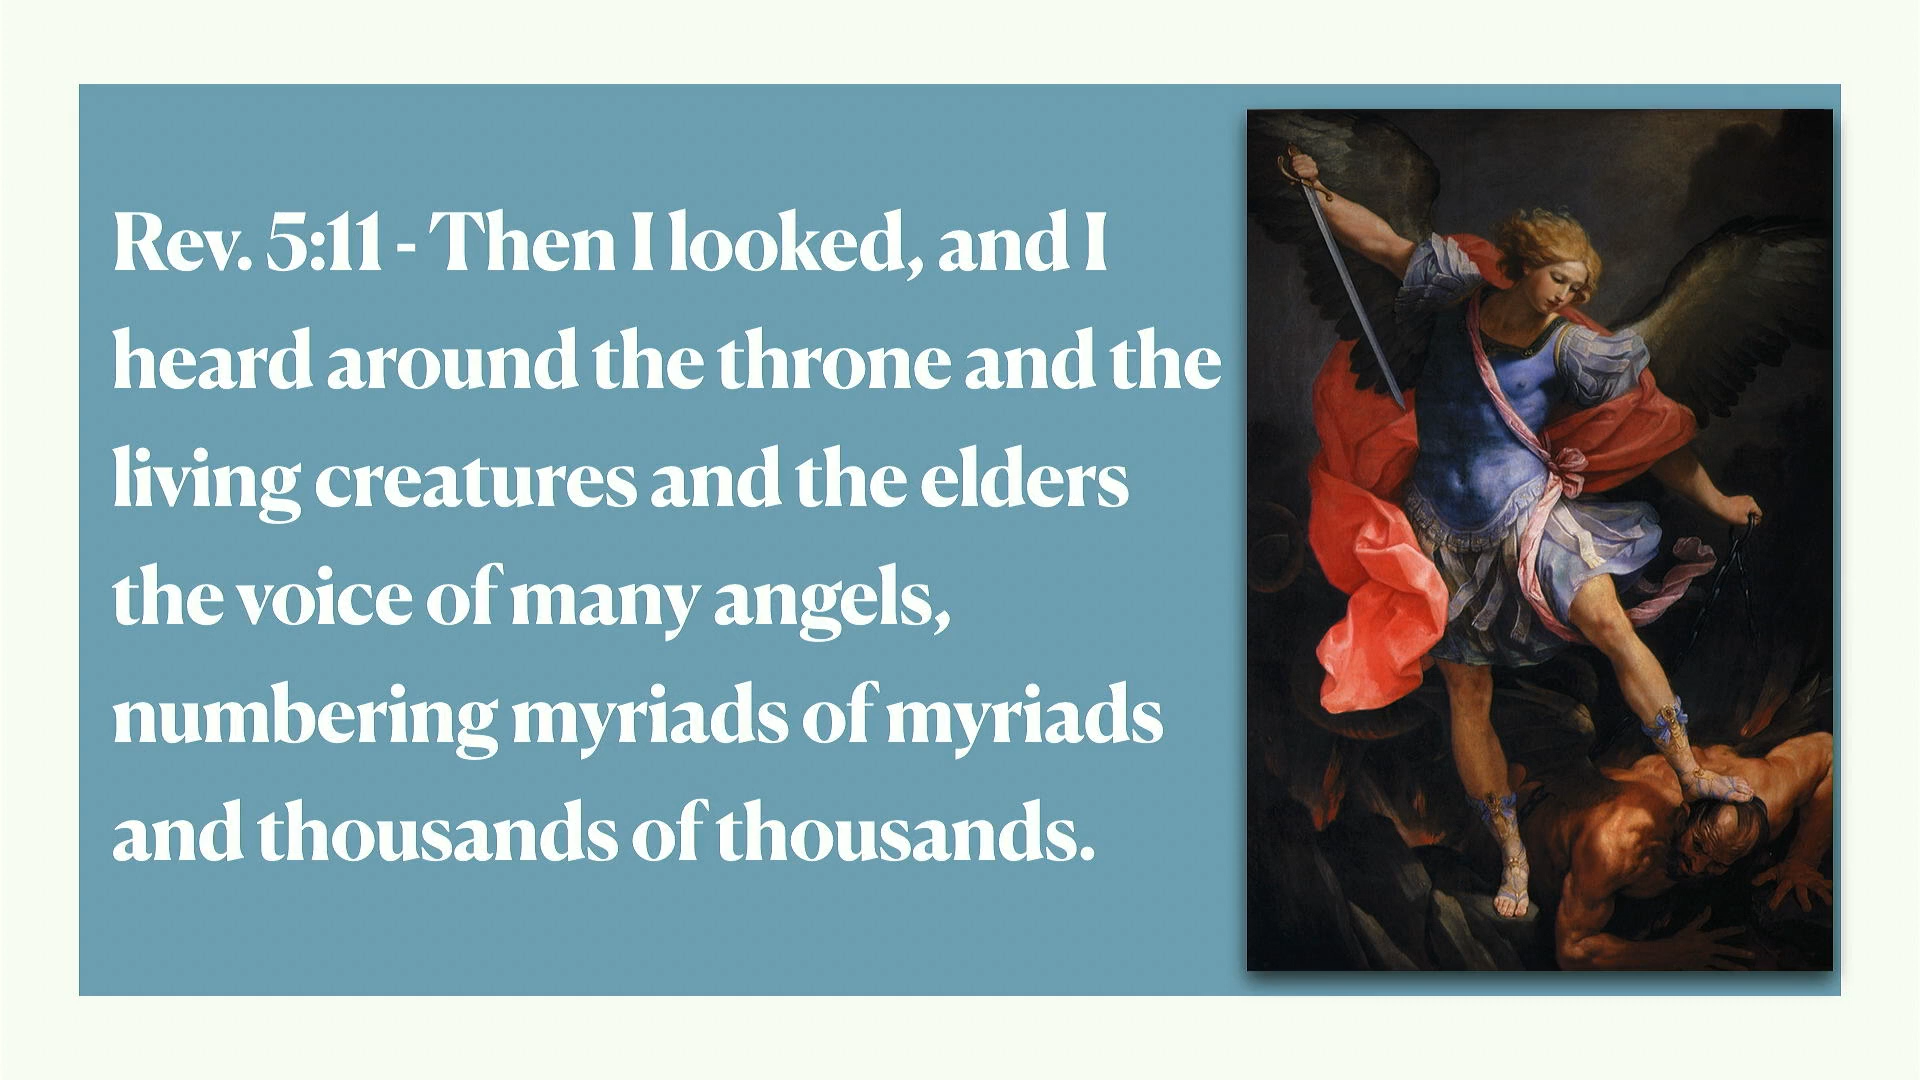 Rev. 5:11 - Then I looked, and I
heard around the throne and the
living creatures and the elders
the voice of many angels,
numbering myriads of myriads
and thousands of thousands.